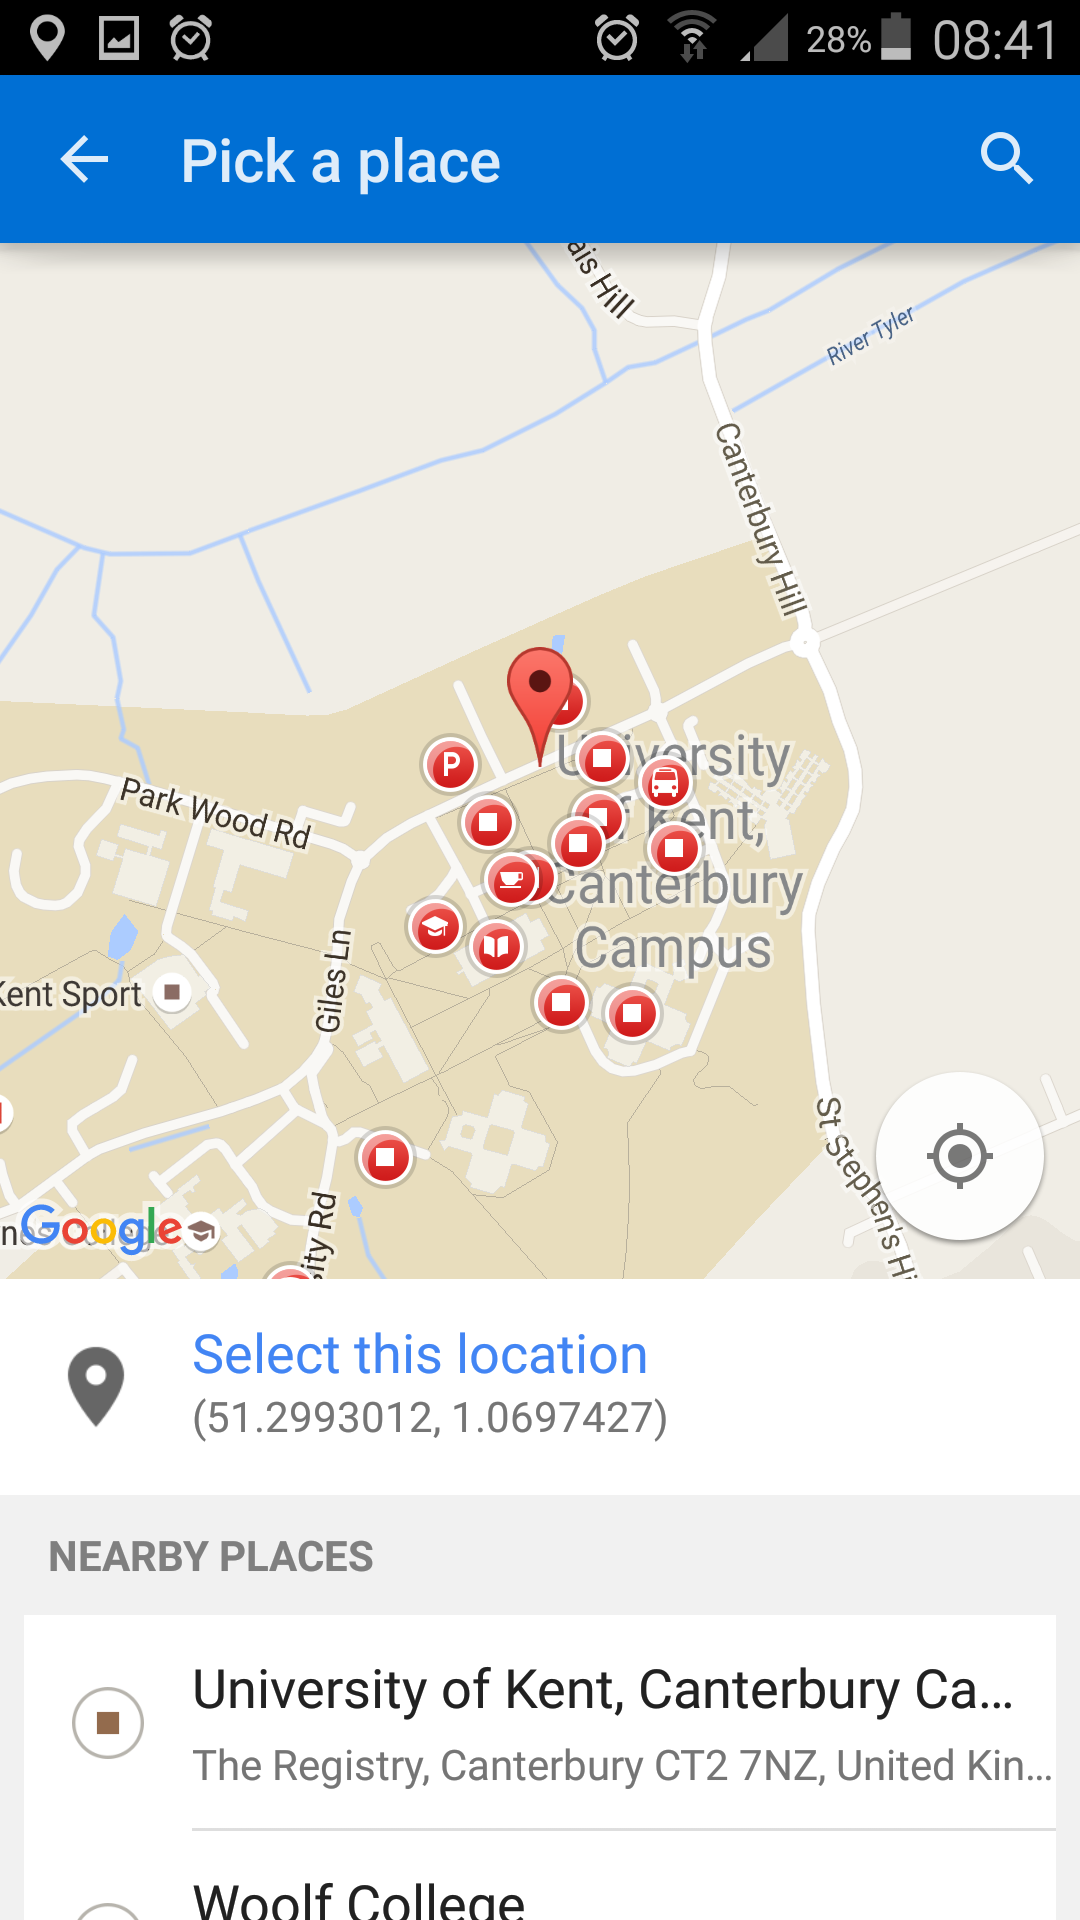 28% 08:41
Pick a place
ais Hill
River Tyler
Canterbury Hill
P
University
of Kent,
Canterbury
Campus
Park Wood Rd
Giles Ln
Kent Sport
St Stephen's Hi
Google
sity Rd
Select this location
(51.2993012, 1.0697427)
NEARBY PLACES
University of Kent, Canterbury Ca...
The Registry, Canterbury CT2 7NZ, United Kin...
Woolf College